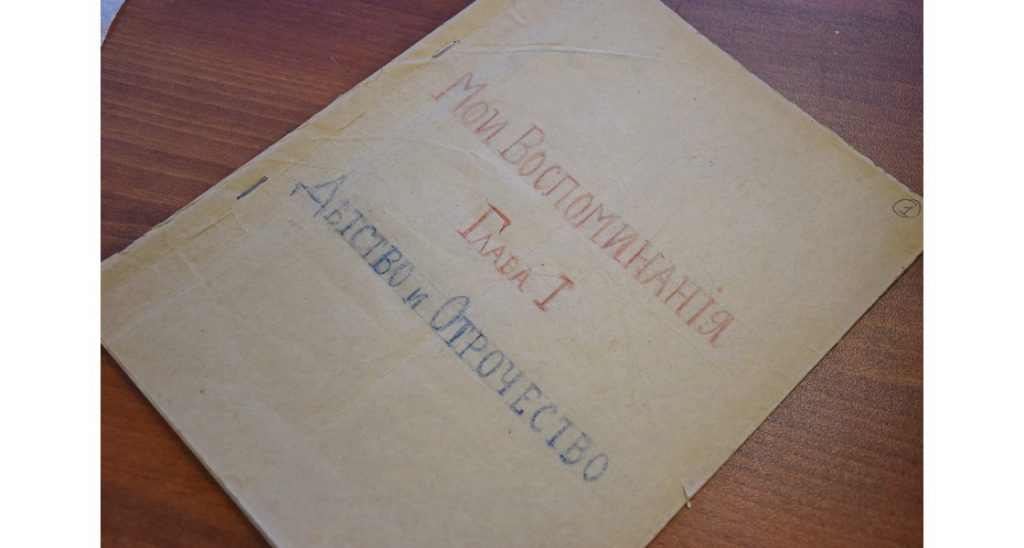 Мои Воспоминанія
Глава I
Дѣтство и Отрочество
1